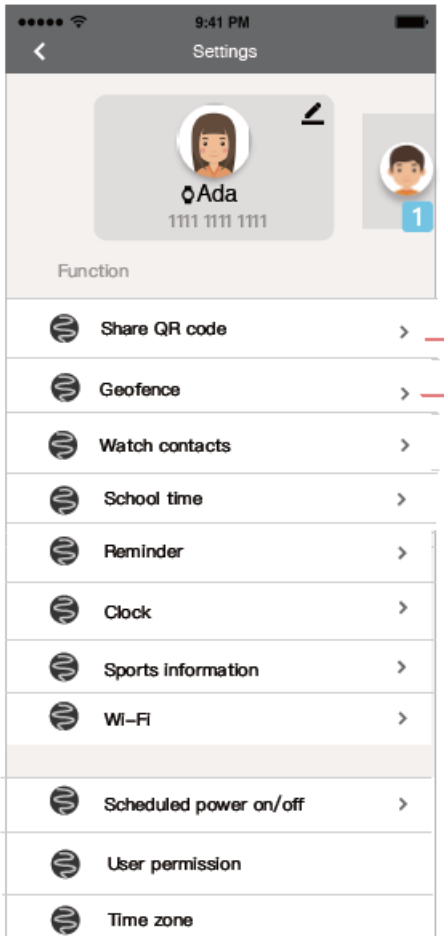 9:41 PM
Settings
Ada
1111 1111 1111
1
Function
Share QR code
Geofence
Watch contacts
School time
Reminder
Clock
Sports information
Wi-Fi
Scheduled power on/off
User permission
Time zone